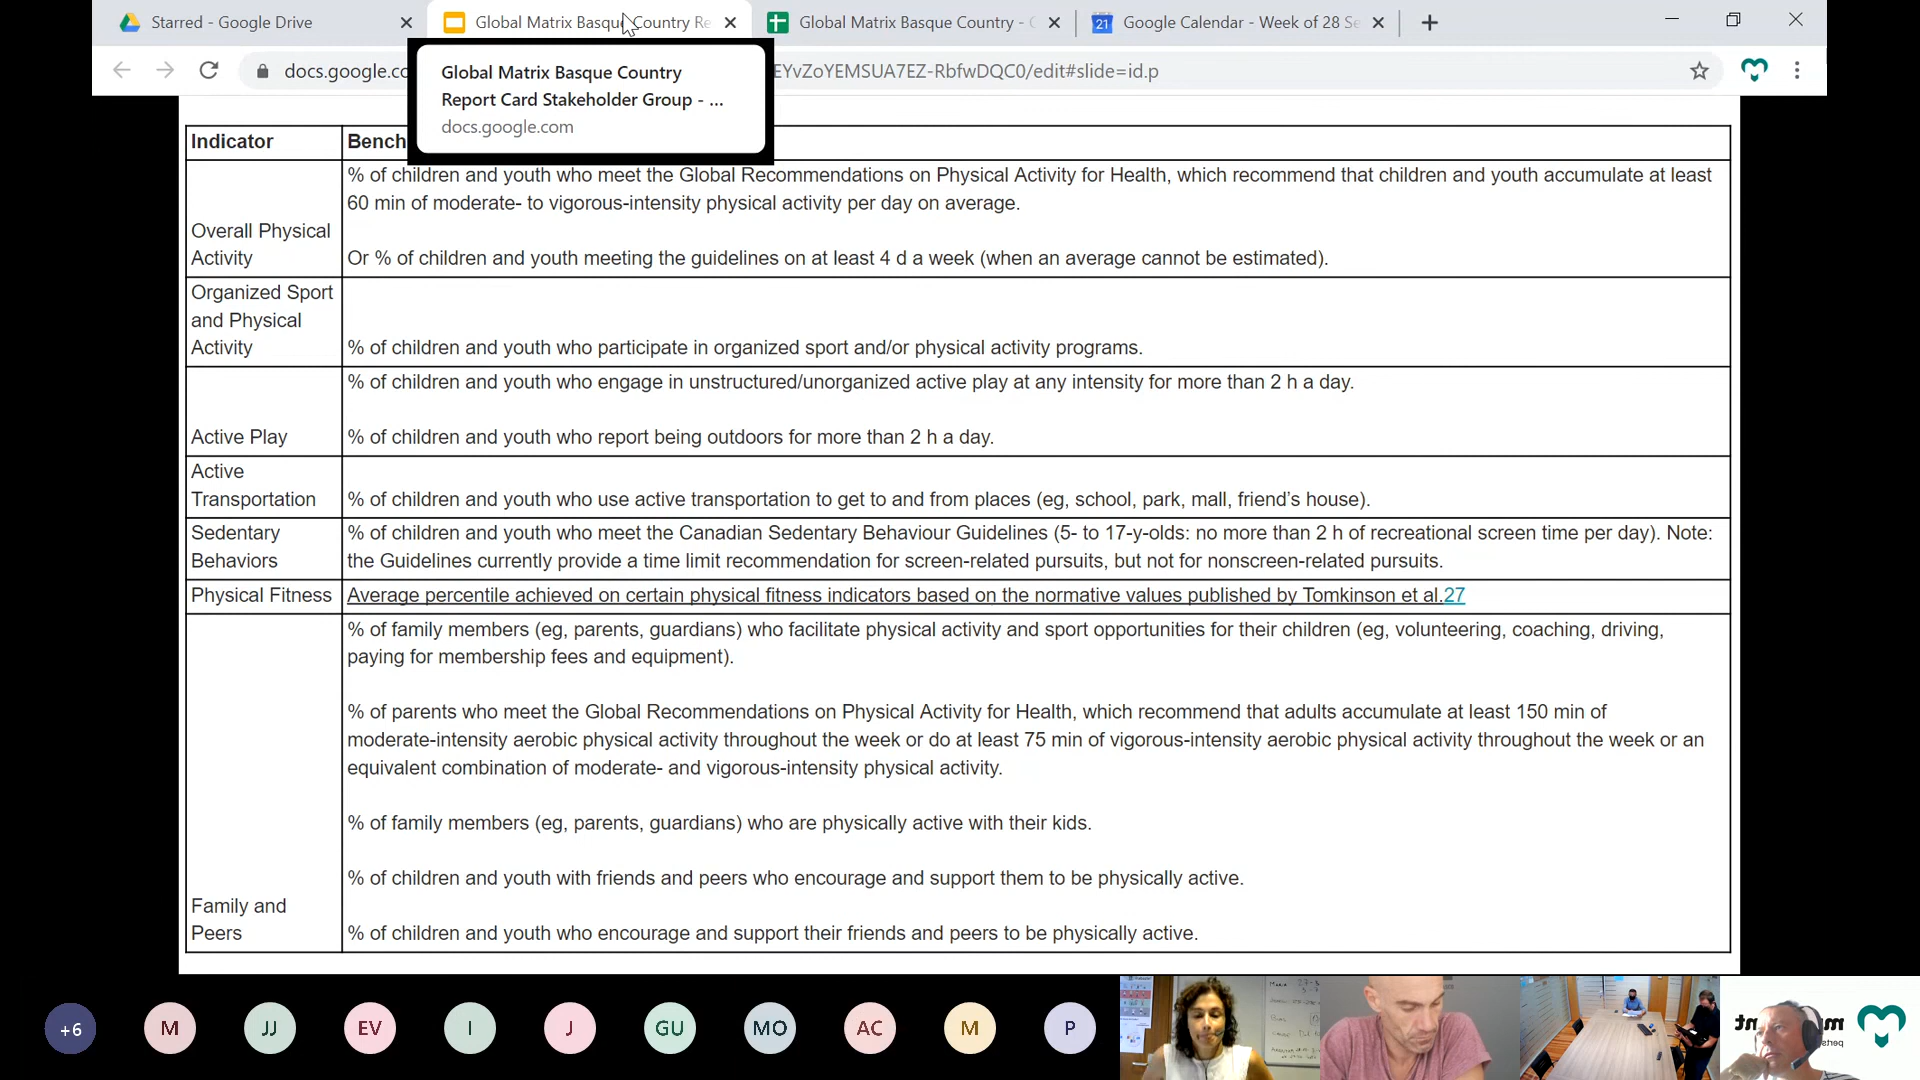 Starred - Google Drive
Global Matrix Basque Country Re
Global Matrix Basque Country - G
21
Google Calendar - Week of 28 Se
docs.google.co
EYvZoYEMSUA7EZ-RbfwDQC0/edit#slide=id.p
Global Matrix Basque Country
Report Card Stakeholder Group - ...
docs.google.com
Indicator
Bench
Overall Physical
Activity
% of children and youth who meet the Global Recommendations on Physical Activity for Health, which recommend that children and youth accumulate at least
60 min of moderate- to vigorous-intensity physical activity per day on average.
Or % of children and youth meeting the guidelines on at least 4 d a week (when an average cannot be estimated).
Organized Sport
and Physical
Activity
% of children and youth who participate in organized sport and/or physical activity programs.
Active Play
% of children and youth who engage in unstructured/unorganized active play at any intensity for more than 2 h a day.
% of children and youth who report being outdoors for more than 2 h a day.
Active
Transportation
% of children and youth who use active transportation to get to and from places (eg, school, park, mall, friend's house).
Sedentary
Behaviors
% of children and youth who meet the Canadian Sedentary Behaviour Guidelines (5- to 17-y-olds: no more than 2 h of recreational screen time per day). Note:
the Guidelines currently provide a time limit recommendation for screen-related pursuits, but not for nonscreen-related pursuits.
Physical Fitness
Average percentile achieved on certain physical fitness indicators based on the normative values published by Tomkinson et al.27
Family and
Peers
% of family members (eg, parents, guardians) who facilitate physical activity and sport opportunities for their children (eg, volunteering, coaching, driving,
paying for membership fees and equipment).
% of parents who meet the Global Recommendations on Physical Activity for Health, which recommend that adults accumulate at least 150 min of
moderate-intensity aerobic physical activity throughout the week or do at least 75 min of vigorous-intensity aerobic physical activity throughout the week or an
equivalent combination of moderate- and vigorous-intensity physical activity.
% of family members (eg, parents, guardians) who are physically active with their kids.
% of children and youth with friends and peers who encourage and support them to be physically active.
% of children and youth who encourage and support their friends and peers to be physically active.
+6
M
JJ
EV
I
J
GU
MO
AC
M
P